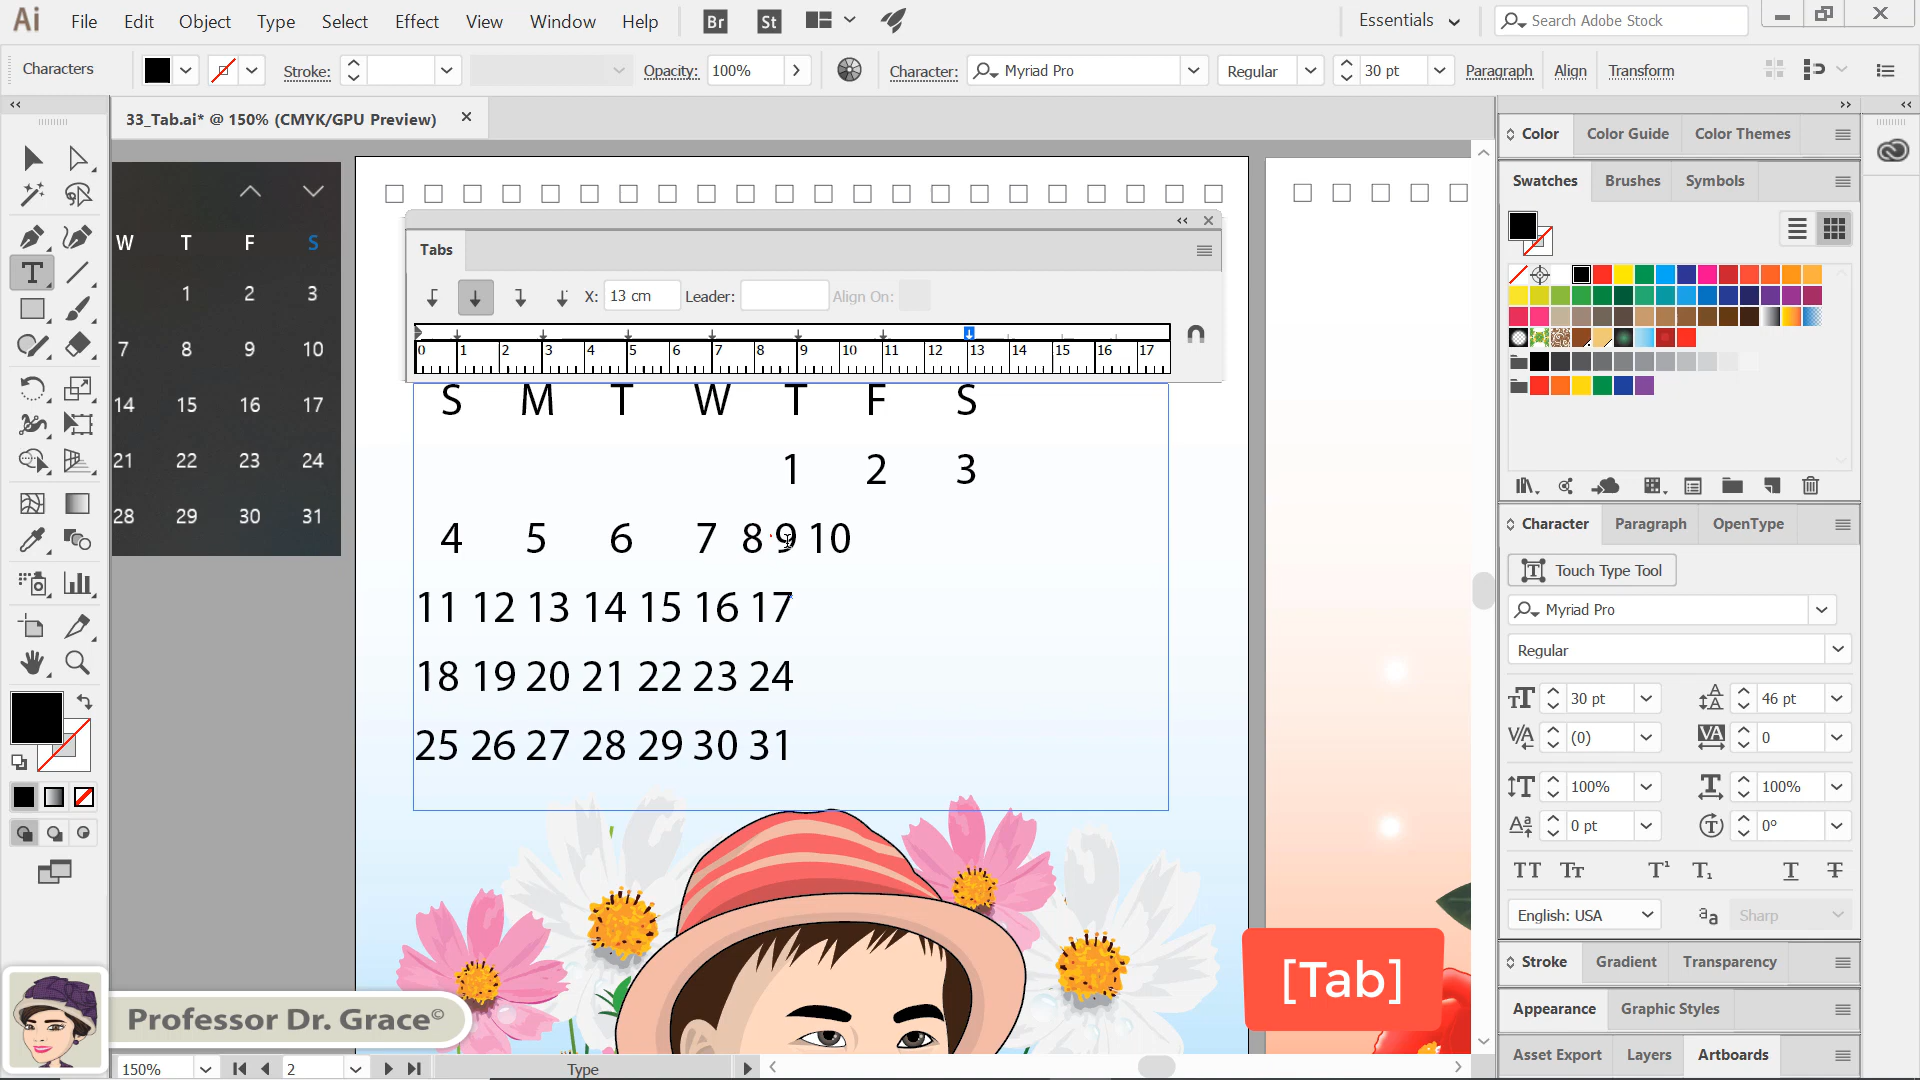 Ai File Edit Object Type Select Effect View Window Help Br St Essentials Search Adobe Stock
Characters Stroke: Opacity: 100% Character: Myriad Pro Regular 30 pt Paragraph Align Transform
33_Tab.ai* @ 150% (CMYK/GPU Preview)
W T F S
1 2 3
7 8 9 10
14 15 16 17
21 22 23 24
28 29 30 31
Tabs
X: 13 cm Leader: Align On:
0 1 2 3 4 5 6 7 8 9 10 11 12 13 14 15 16 17
S M T W T F S
1 2 3
4 5 6 7 8 9 10
11 12 13 14 15 16 17
18 19 20 21 22 23 24
25 26 27 28 29 30 31
[Tab]
Professor Dr. Grace©
150% 2 Type
Color Color Guide Color Themes
Swatches Brushes Symbols
Character Paragraph OpenType
Touch Type Tool
Myriad Pro
Regular
30 pt 46 pt
(0) 0
100% 100%
0 pt 0°
English: USA Sharp
Stroke Gradient Transparency
Appearance Graphic Styles
Asset Export Layers Artboards